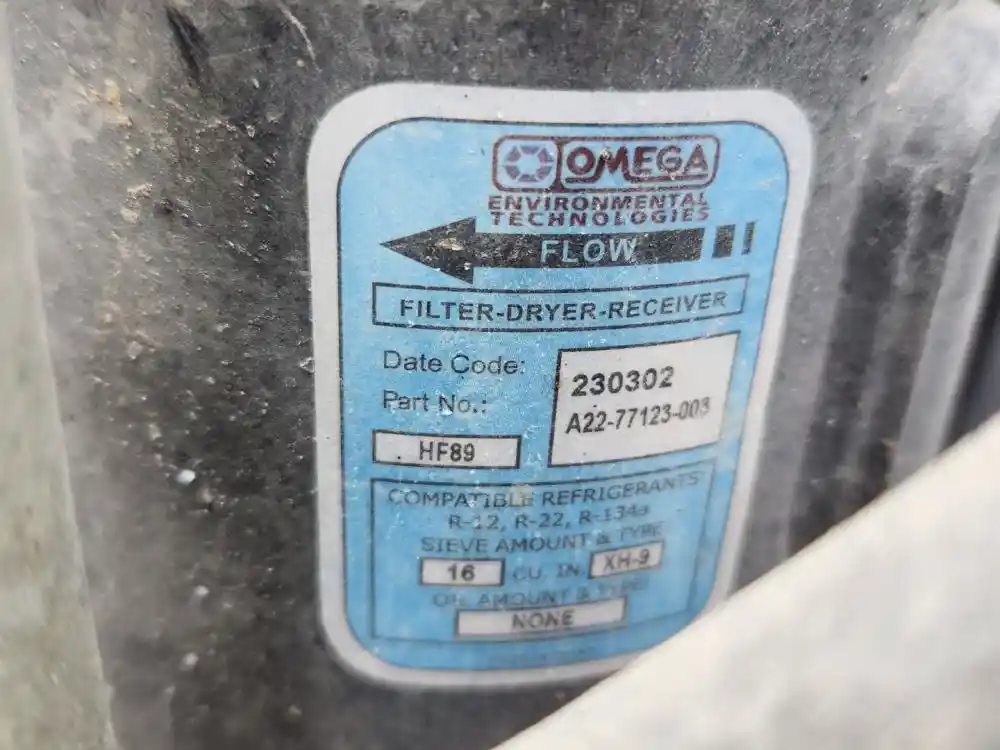 OMEGA
ENVIRONMENTAL
TECHNOLOGIES
FLOW
FILTER-DRYER-RECEIVER
Date Code: 230302
Part No.: A22-77123-003
HF89
COMPATIBLE REFRIGERANTS
R-12, R-22, R-134a
SIEVE AMOUNT & TYPE
16 CU. IN. XH-9
OIL AMOUNT & TYPE
NONE